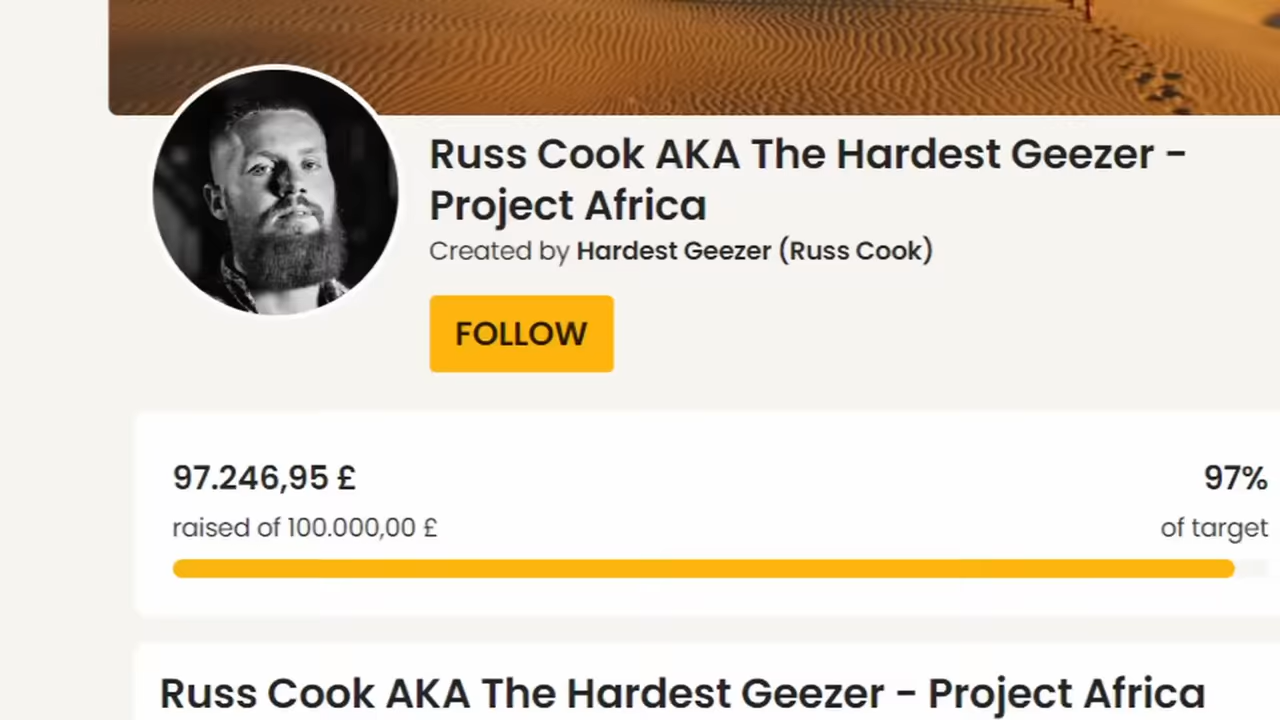 Russ Cook AKA The Hardest Geezer -
Project Africa
Created by Hardest Geezer (Russ Cook)
FOLLOW
97.246,95 £
97%
raised of 100.000,00 £
of target
Russ Cook AKA The Hardest Geezer - Project Africa